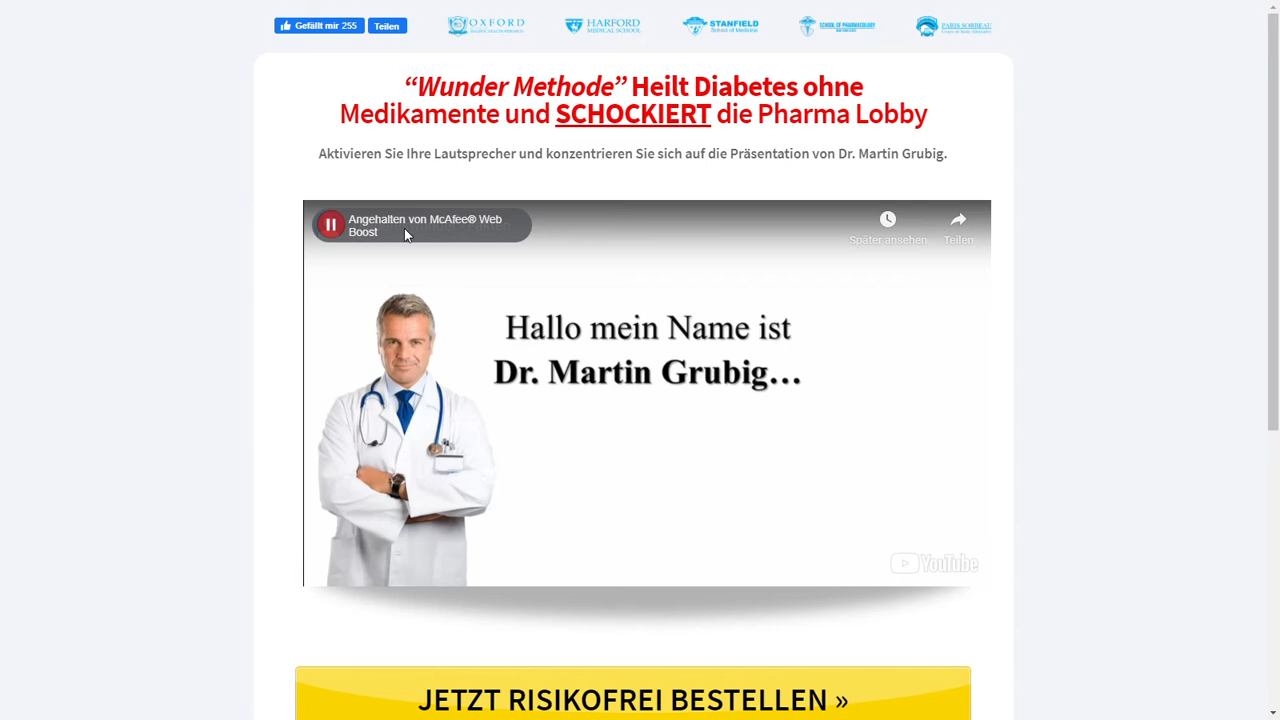 Gefällt mir 255 Teilen
OXFORD
HARFORD
MEDICAL SCHOOL
STANFIELD
School of Medicine
SCHOOL OF PHARMACOLOGY
PARIS SORBEAU
“Wunder Methode” Heilt Diabetes ohne
Medikamente und SCHOCKIERT die Pharma Lobby
Aktivieren Sie Ihre Lautsprecher und konzentrieren Sie sich auf die Präsentation von Dr. Martin Grubig.
Angehalten von McAfee® Web
Boost
Später ansehen
Teilen
Hallo mein Name ist
Dr. Martin Grubig…
YouTube
JETZT RISIKOFREI BESTELLEN »